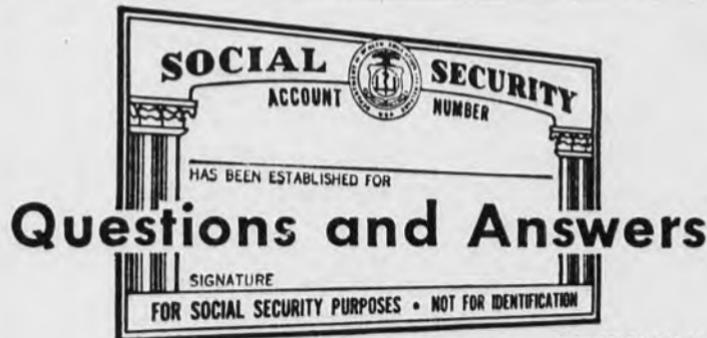 SOCIAL SECURITY
ACCOUNT NUMBER
HAS BEEN ESTABLISHED FOR
Questions and Answers
SIGNATURE
FOR SOCIAL SECURITY PURPOSES • NOT FOR IDENTIFICATION